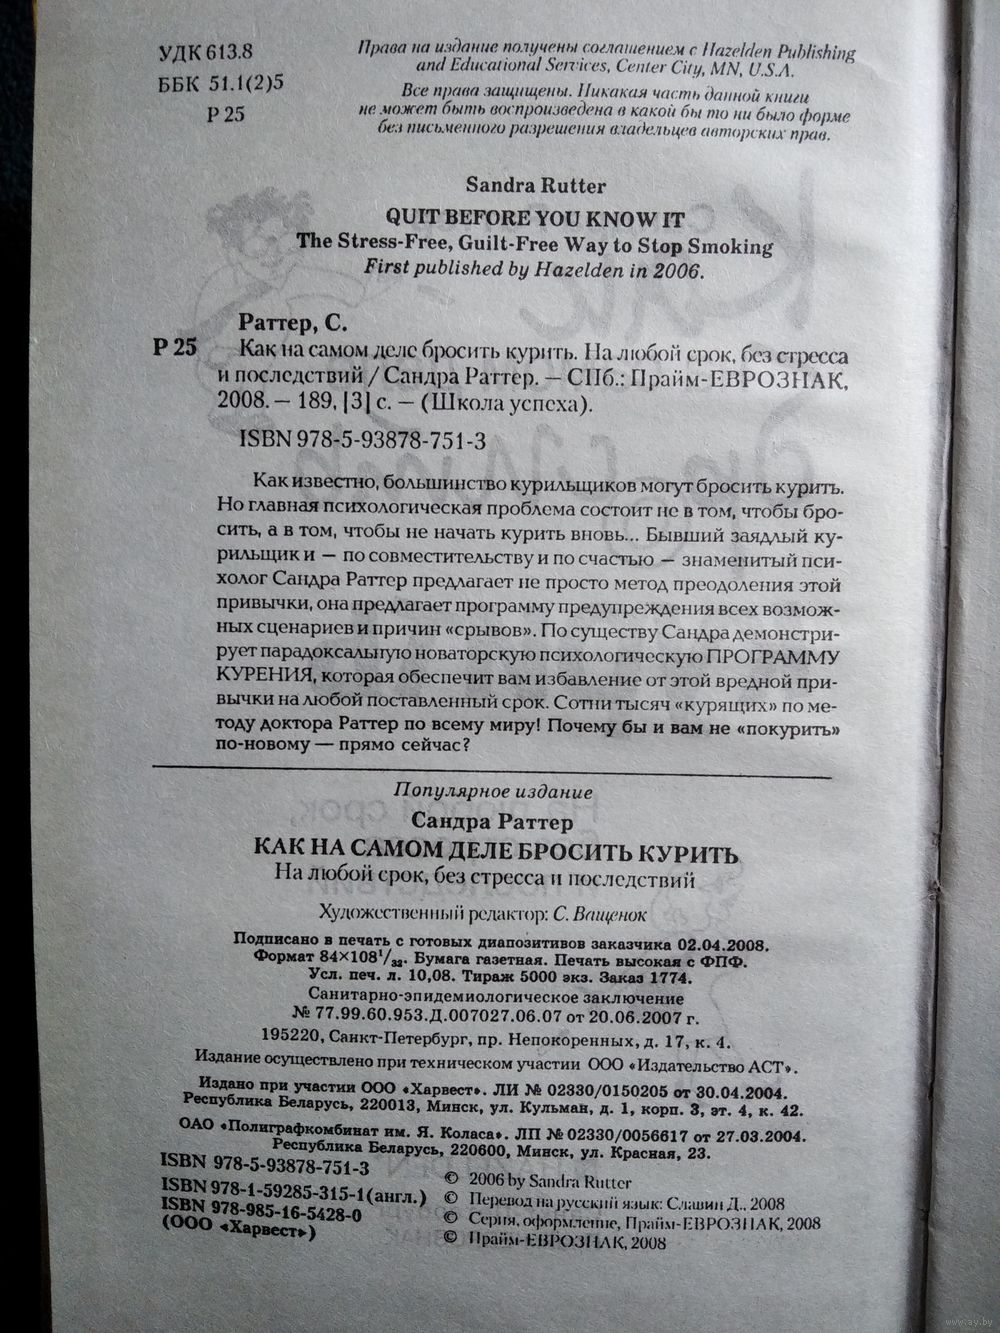 УДК 613.8
ББК 51.1(2)5
Р 25
Права на издание получены соглашением с Hazelden Publishing
and Educational Services, Center City, MN, U.S.A.
Все права защищены. Никакая часть данной книги
не может быть воспроизведена в какой бы то ни было форме
без письменного разрешения владельцев авторских прав.
Sandra Rutter
QUIT BEFORE YOU KNOW IT
The Stress-Free, Guilt-Free Way to Stop Smoking
First published by Hazelden in 2006.
Раттер, С.
Р 25 Как на самом деле бросить курить. На любой срок, без стресса
и последствий / Сандра Раттер. — СПб.: Прайм-ЕВРОЗНАК,
2008. — 189, [3] с. — (Школа успеха).
ISBN 978-5-93878-751-3
Как известно, большинство курильщиков могут бросить курить.
Но главная психологическая проблема состоит не в том, чтобы бро-
сить, а в том, чтобы не начать курить вновь... Бывший заядлый ку-
рильщик и — по совместительству и по счастью — знаменитый пси-
холог Сандра Раттер предлагает не просто метод преодоления этой
привычки, она предлагает программу предупреждения всех возмож-
ных сценариев и причин «срывов». По существу Сандра демонстри-
рует парадоксальную новаторскую психологическую ПРОГРАММУ
КУРЕНИЯ, которая обеспечит вам избавление от этой вредной при-
вычки на любой поставленный срок. Сотни тысяч «курящих» по ме-
тоду доктора Раттер по всему миру! Почему бы и вам не «покурить»
по-новому — прямо сейчас?
Популярное издание
Сандра Раттер
КАК НА САМОМ ДЕЛЕ БРОСИТЬ КУРИТЬ
На любой срок, без стресса и последствий
Художественный редактор: С. Ващенок
Подписано в печать с готовых диапозитивов заказчика 02.04.2008.
Формат 84×108 1/32. Бумага газетная. Печать высокая с ФПФ.
Усл. печ. л. 10,08. Тираж 5000 экз. Заказ 1774.
Санитарно-эпидемиологическое заключение
№ 77.99.60.953.Д.007027.06.07 от 20.06.2007 г.
195220, Санкт-Петербург, пр. Непокоренных, д. 17, к. 4.
Издание осуществлено при техническом участии ООО «Издательство АСТ».
Издано при участии ООО «Харвест». ЛИ № 02330/0150205 от 30.04.2004.
Республика Беларусь, 220013, Минск, ул. Кульман, д. 1, корп. 3, эт. 4, к. 42.
ОАО «Полиграфкомбинат им. Я. Коласа». ЛП № 02330/0056617 от 27.03.2004.
Республика Беларусь, 220600, Минск, ул. Красная, 23.
ISBN 978-5-93878-751-3
ISBN 978-1-59285-315-1(англ.)
ISBN 978-985-16-5428-0
(ООО «Харвест»)
© 2006 by Sandra Rutter
© Перевод на русский язык: Славин Д., 2008
© Серия, оформление, Прайм-ЕВРОЗНАК, 2008
© Прайм-ЕВРОЗНАК, 2008
www.ay.by